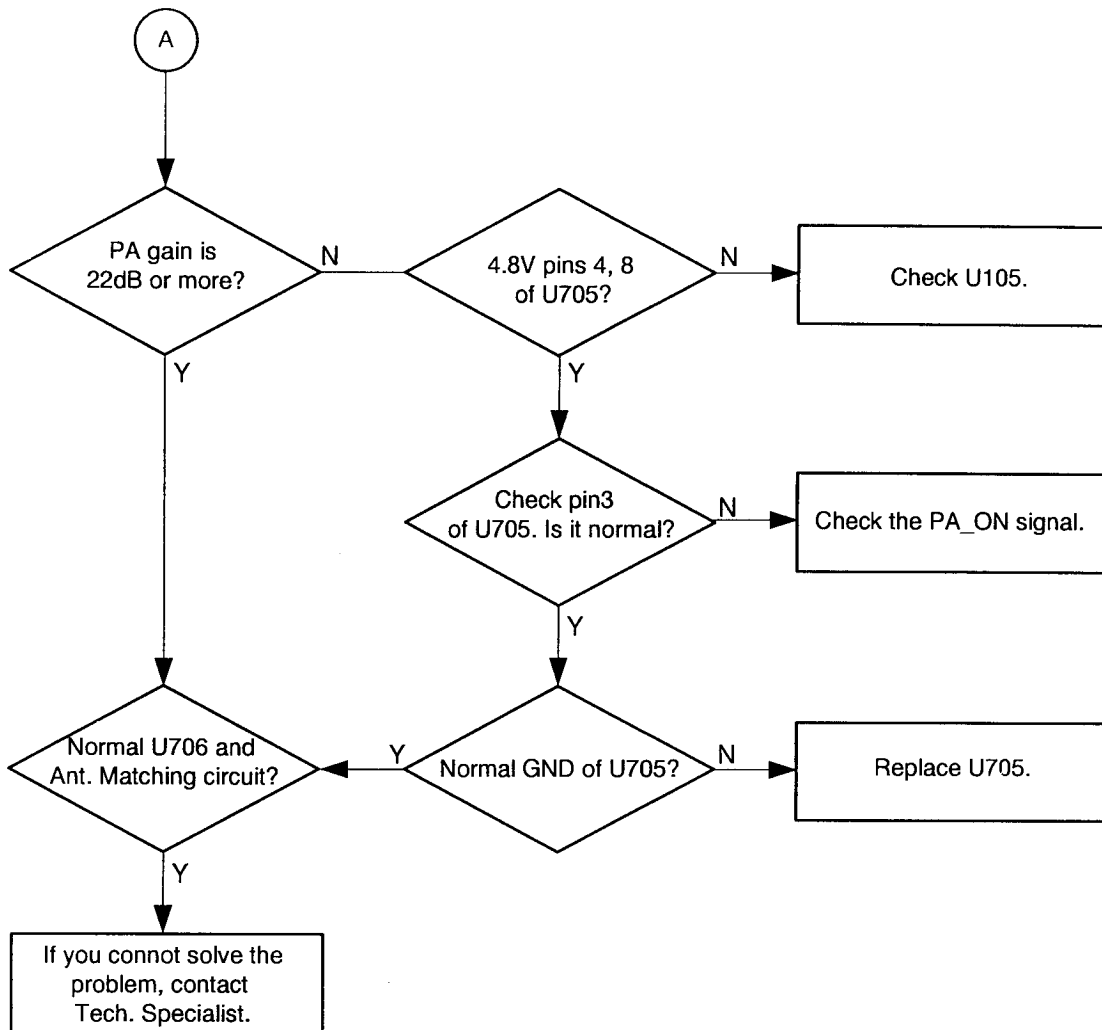 A
PA gain is
22dB or more?
N
4.8V pins 4, 8
of U705?
N
Check U105.
Y
Y
Check pin3
of U705. Is it normal?
N
Check the PA_ON signal.
Y
Normal U706 and
Ant. Matching circuit?
Y
Normal GND of U705?
N
Replace U705.
Y
If you connot solve the
problem, contact
Tech. Specialist.